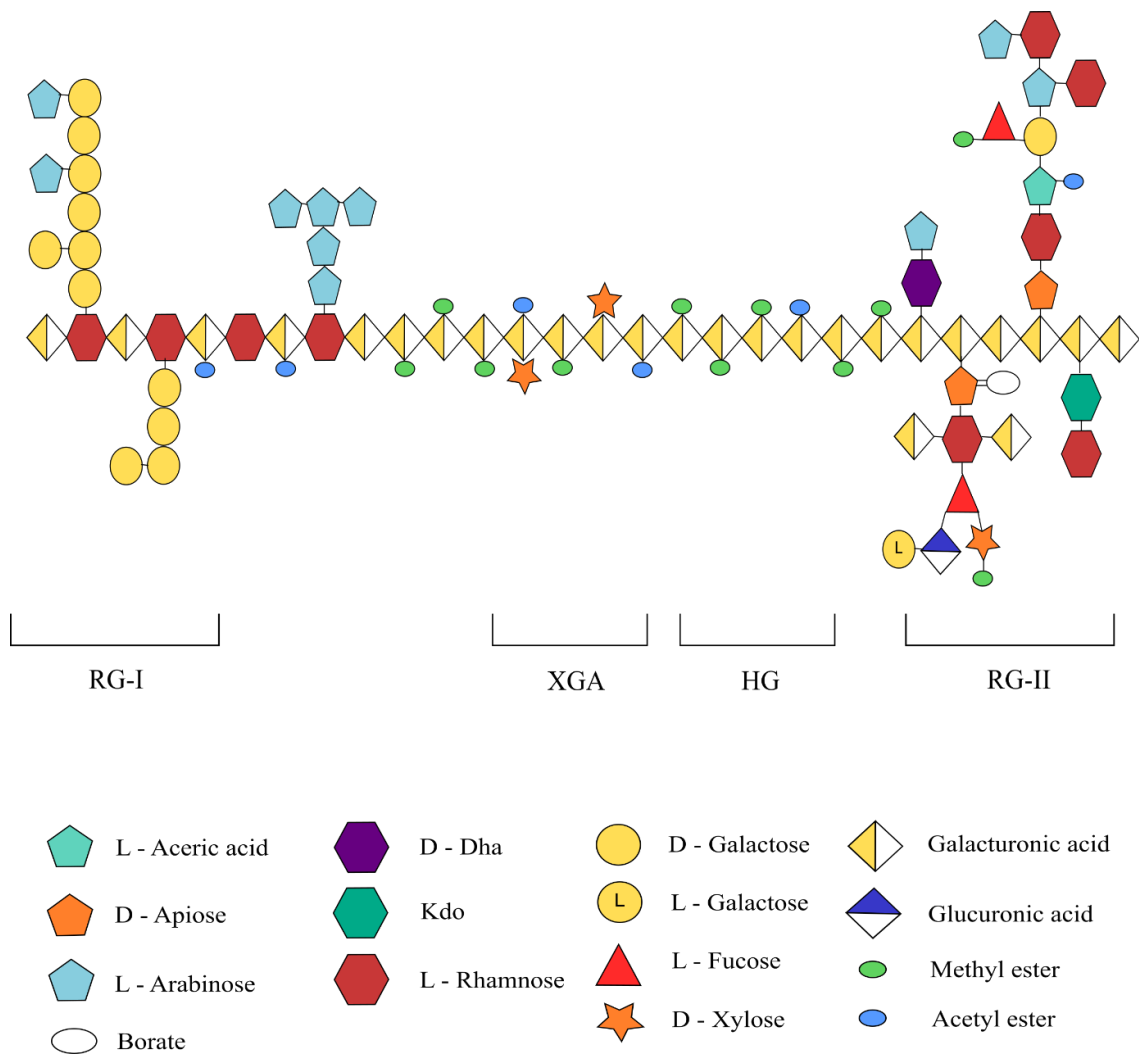 L
RG-I
XGA
HG
RG-II
L - Aceric acid
D - Dha
D - Galactose
Galacturonic acid
D - Apiose
Kdo
L
L - Galactose
Glucuronic acid
L - Arabinose
L - Rhamnose
L - Fucose
Methyl ester
Borate
D - Xylose
Acetyl ester